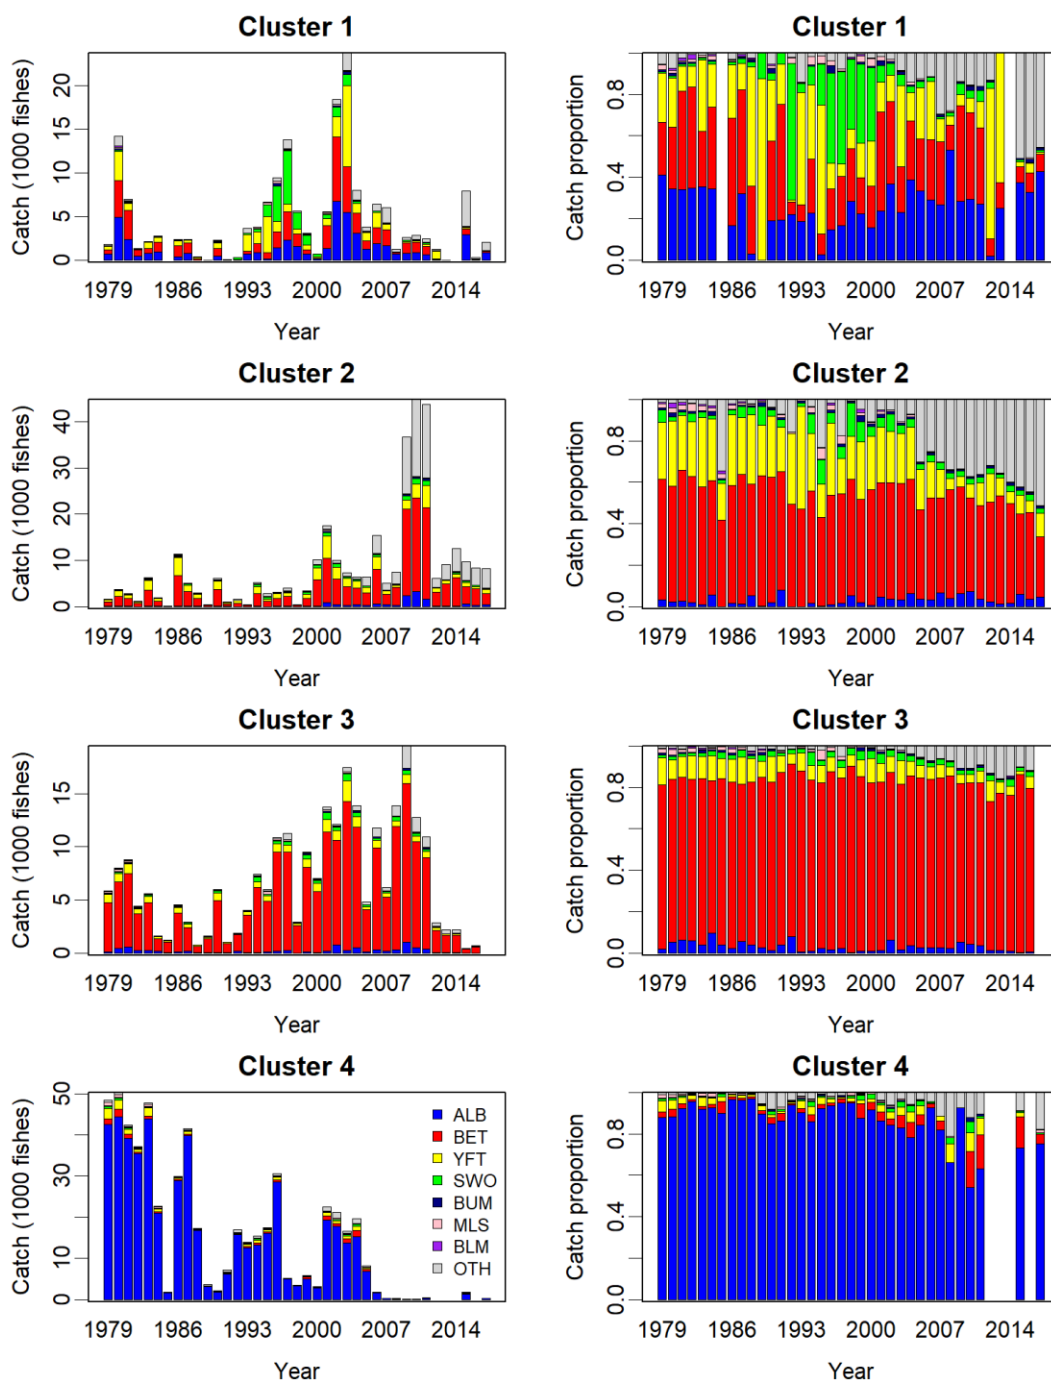 Cluster 1
Catch (1000 fishes)
20
15
10
5
0
1979 1986 1993 2000 2007 2014
Year
Cluster 1
Catch proportion
0.8
0.4
0.0
1979 1986 1993 2000 2007 2014
Year
Cluster 2
Catch (1000 fishes)
40
30
20
10
0
1979 1986 1993 2000 2007 2014
Year
Cluster 2
Catch proportion
0.8
0.4
0.0
1979 1986 1993 2000 2007 2014
Year
Cluster 3
Catch (1000 fishes)
15
10
5
0
1979 1986 1993 2000 2007 2014
Year
Cluster 3
Catch proportion
0.8
0.4
0.0
1979 1986 1993 2000 2007 2014
Year
Cluster 4
Catch (1000 fishes)
50
30
10
0
ALB
BET
YFT
SWO
BUM
MLS
BLM
OTH
1979 1986 1993 2000 2007 2014
Year
Cluster 4
Catch proportion
0.8
0.4
0.0
1979 1986 1993 2000 2007 2014
Year